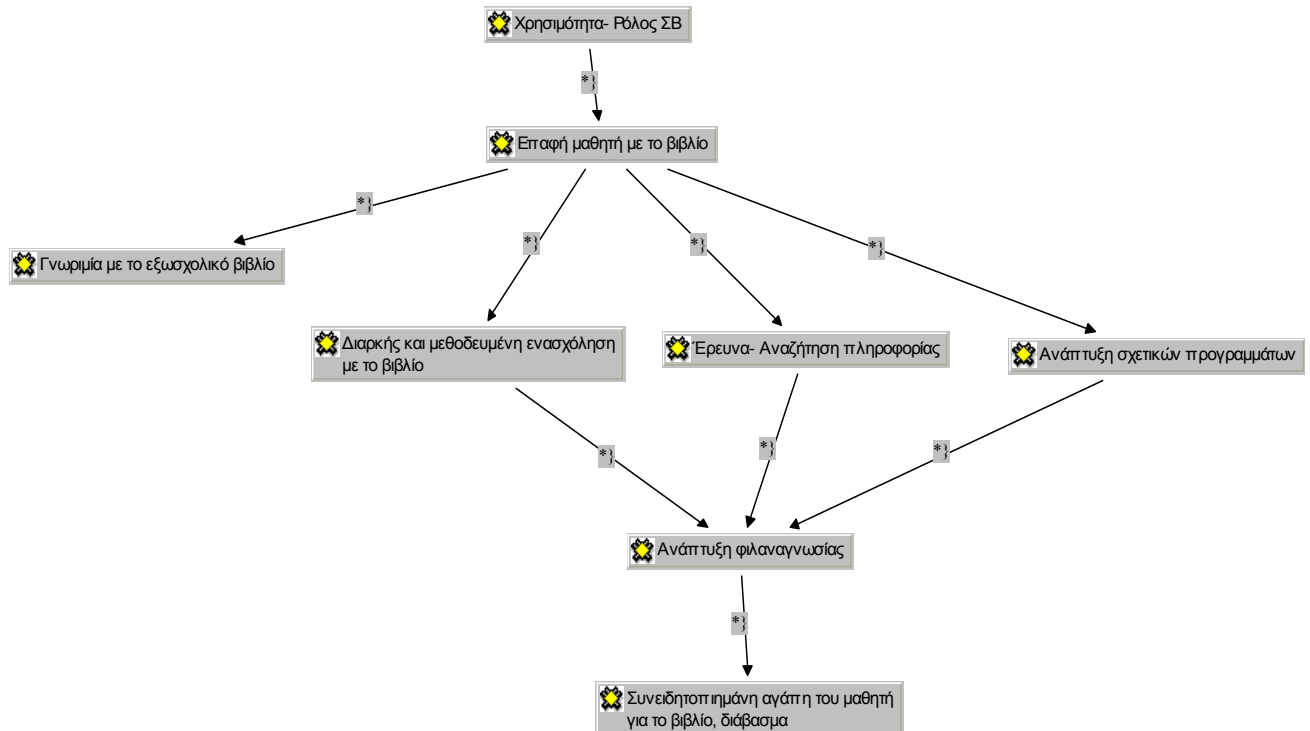 Χρησιμότητα- Ρόλος ΣΒ
*}
Επαφή μαθητή με το βιβλίο
*}
*}
*}
*}
Γνωριμία με το εξωσχολικό βιβλίο
Διαρκής και μεθοδευμένη ενασχόληση
με το βιβλίο
Έρευνα- Αναζήτηση πληροφορίας
Ανάπτυξη σχετικών προγραμμάτων
*}
*}
*}
Ανάπτυξη φιλαναγνωσίας
*}
Συνειδητοπιημάνη αγάπη του μαθητή
για το βιβλίο, διάβασμα